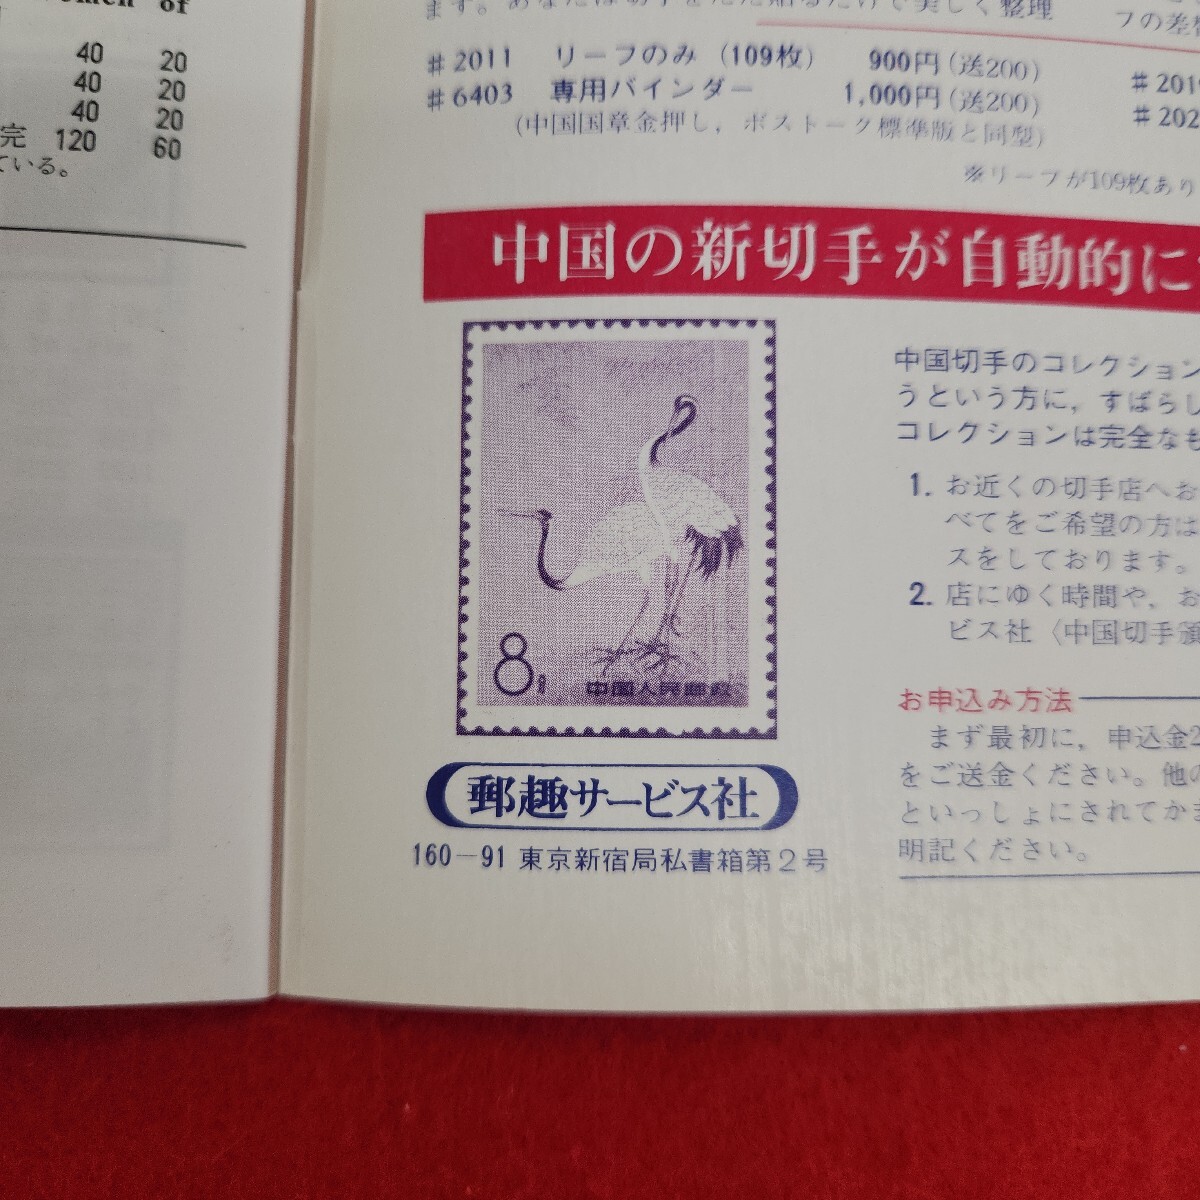 of
40 20
40 20
40 20
完 120 60
ている。
フの差
♯2011 リーフのみ (109枚) 900円(送200)
♯6403 専用バインダー 1,000円(送200)
(中国国章金押し，ボストーク標準版と同型)
♯201
♯202
※リーフが109枚あり
中国の新切手が自動的に
8
中国人民邮政
郵趣サービス社
160-91 東京新宿局私書箱第2号
中国切手のコレクション
うという方に，すばらし
コレクションは完全なも
1. お近くの切手店へお
べてをご希望の方は
スをしております。
2. 店にゆく時間や，お
ビス社〈中国切手頒
お申込み方法
まず最初に，申込金2
をご送金ください。他の
といっしょにされてかま
明記ください。